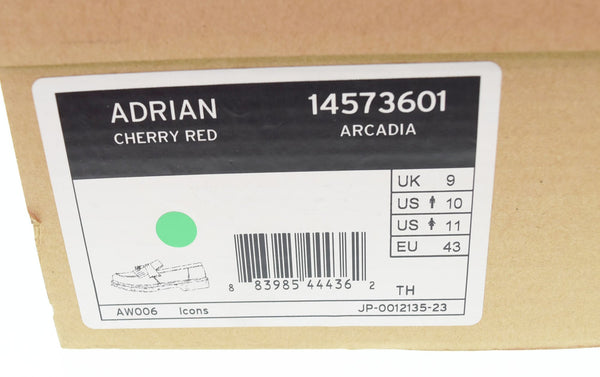 ADRIAN 14573601
CHERRY RED ARCADIA
UK 9
US 10
US 11
EU 43
8 83985 44436 2 TH
AW006 Icons JP-0012135-23